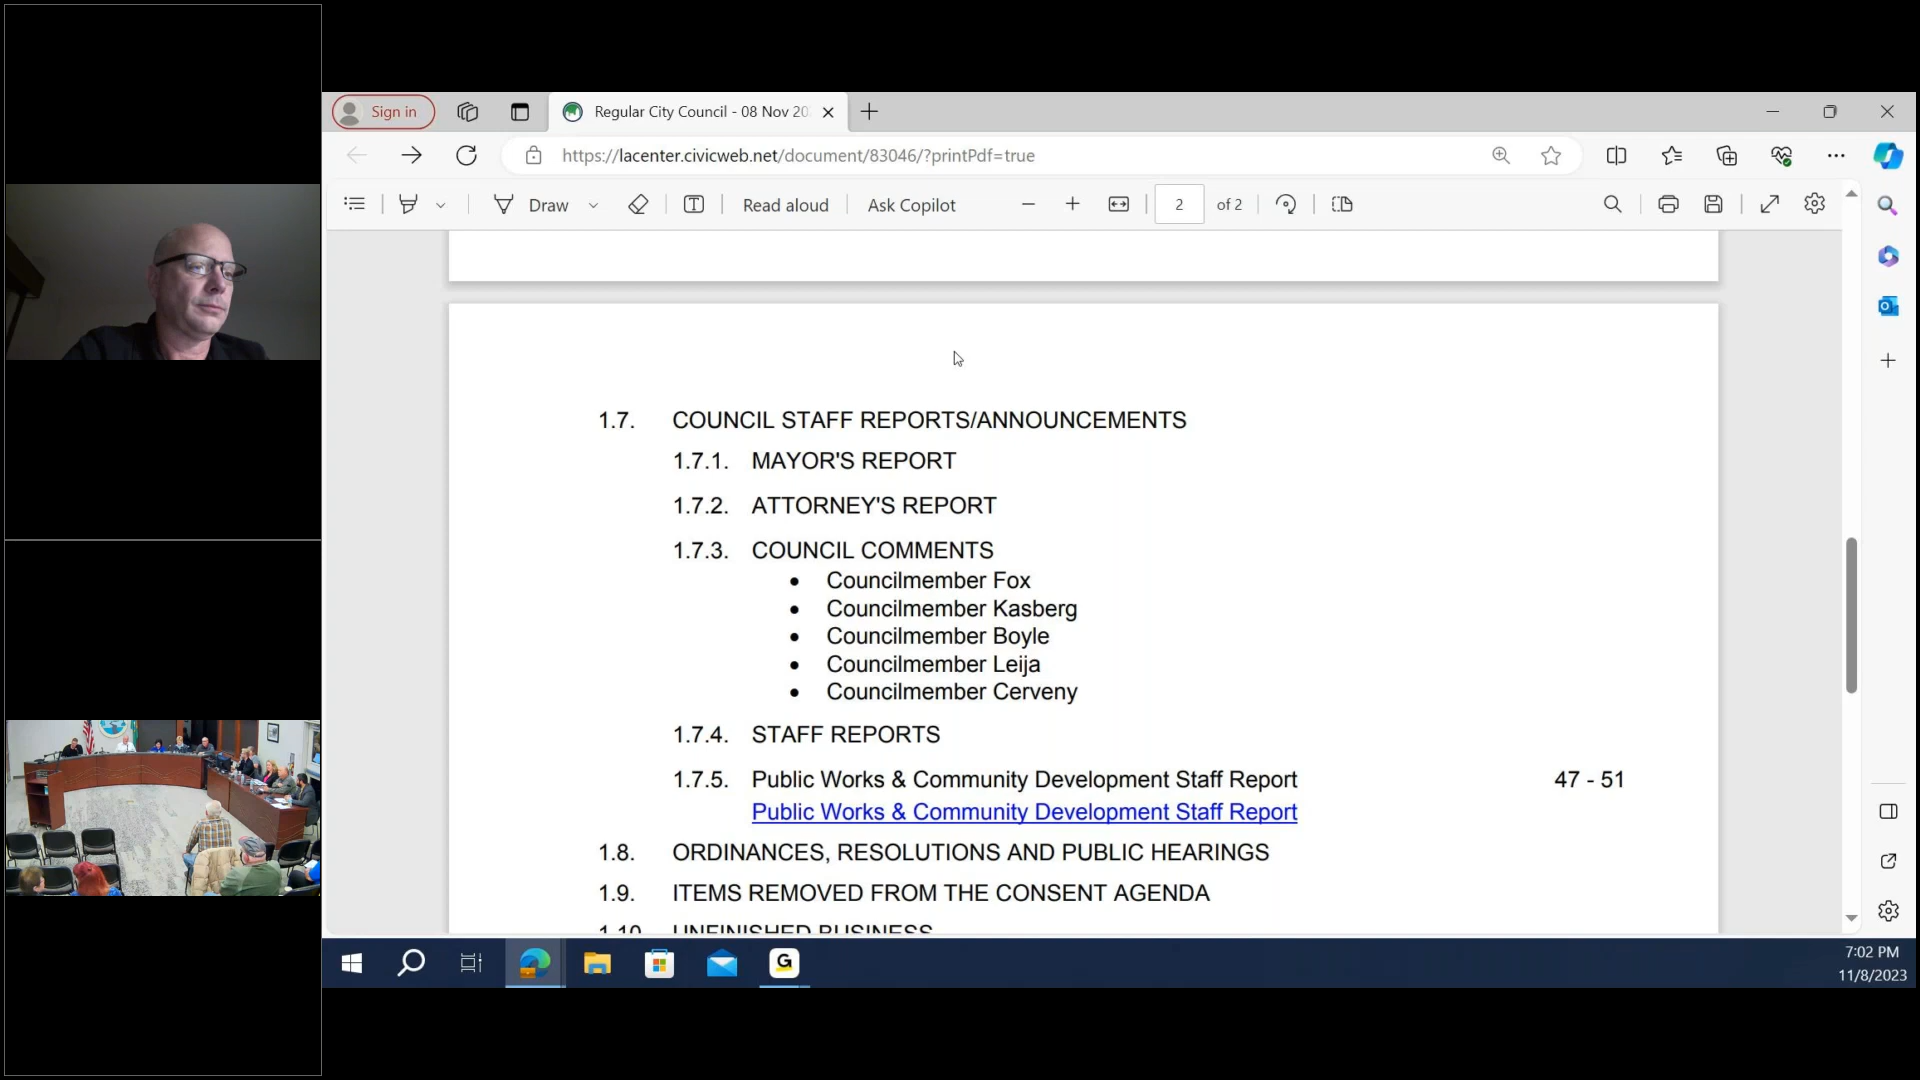 Sign in
Regular City Council - 08 Nov 20
https://lacenter.civicweb.net/document/83046/?printPdf=true
Draw
Read aloud
Ask Copilot
2
of 2
1.7. COUNCIL STAFF REPORTS/ANNOUNCEMENTS
1.7.1. MAYOR'S REPORT
1.7.2. ATTORNEY'S REPORT
1.7.3. COUNCIL COMMENTS
• Councilmember Fox
• Councilmember Kasberg
• Councilmember Boyle
• Councilmember Leija
• Councilmember Cerveny
1.7.4. STAFF REPORTS
1.7.5. Public Works & Community Development Staff Report 47 - 51
Public Works & Community Development Staff Report
1.8. ORDINANCES, RESOLUTIONS AND PUBLIC HEARINGS
1.9. ITEMS REMOVED FROM THE CONSENT AGENDA
1.10 UNFINISHED BUSINESS
7:02 PM
11/8/2023